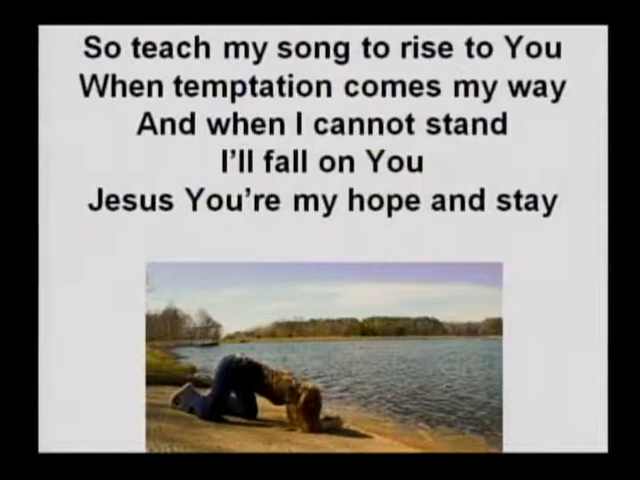 So teach my song to rise to You
When temptation comes my way
And when I cannot stand
I'll fall on You
Jesus You're my hope and stay